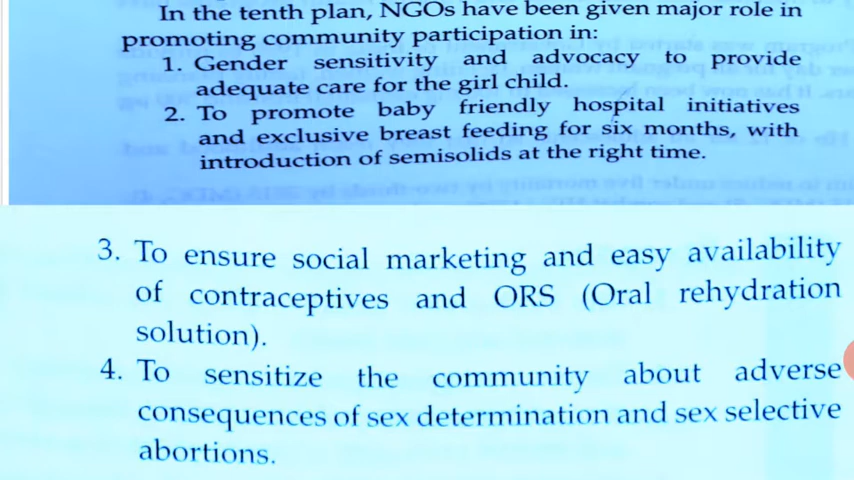 In the tenth plan, NGOs have been given major role in
promoting community participation in:
1. Gender sensitivity and advocacy to provide
adequate care for the girl child.
2. To promote baby friendly hospital initiatives
and exclusive breast feeding for six months, with
introduction of semisolids at the right time.
3. To ensure social marketing and easy availability
of contraceptives and ORS (Oral rehydration
solution).
4. To sensitize the community about adverse
consequences of sex determination and sex selective
abortions.